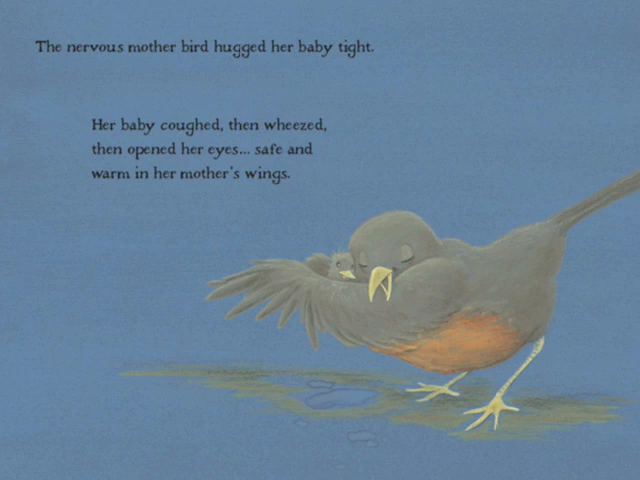 The nervous mother bird hugged her baby tight.
Her baby coughed, then wheezed,
then opened her eyes... safe and
warm in her mother's wings.